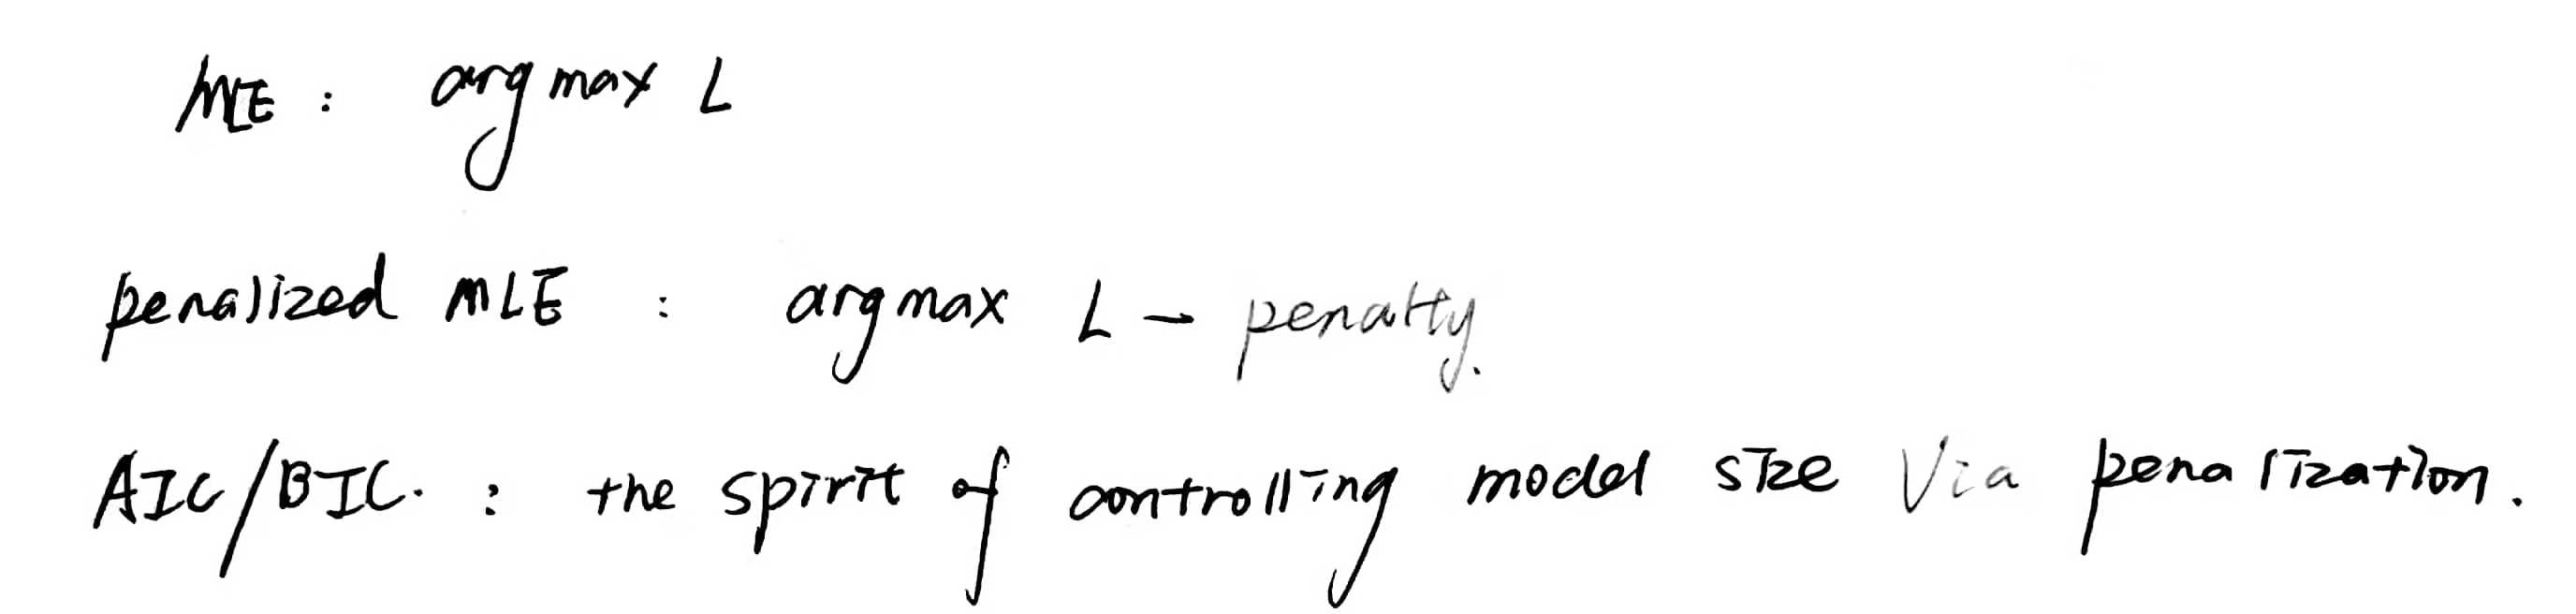 MLE : argmax L
penalized MLE : argmax L - penalty.
AIC/BIC. : the spirit of controlling model size Via penalization.